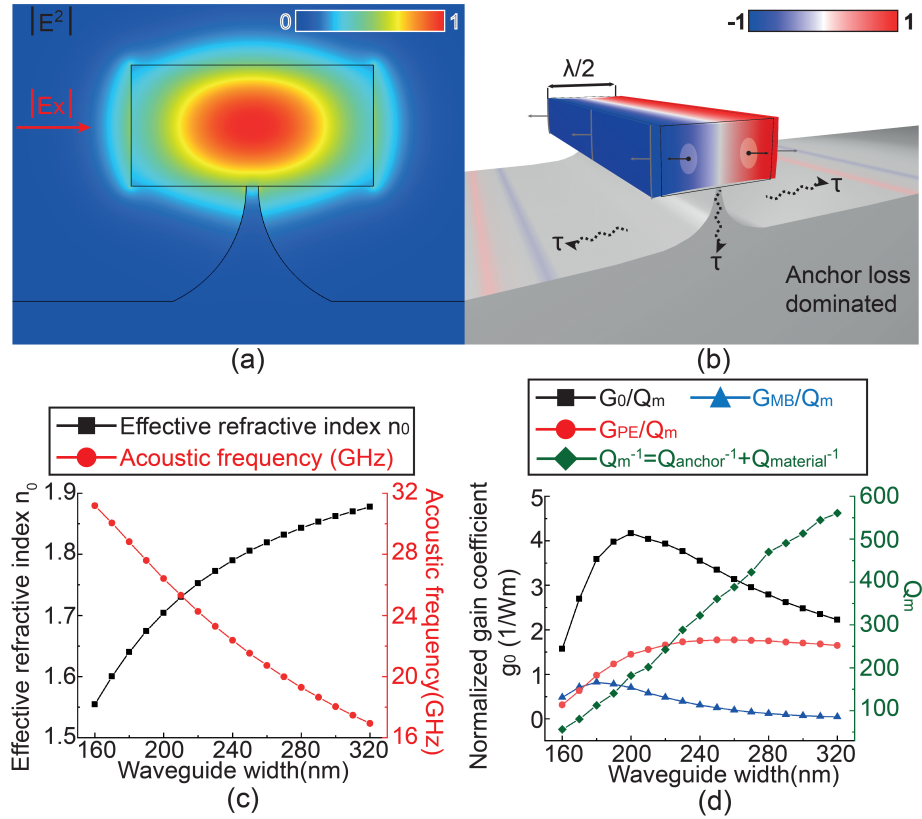 |E²|
0 1
|Ex|
(a)
-1 1
λ/2
τ
τ
τ
Anchor loss
dominated
(b)
Effective refractive index n₀
Acoustic frequency (GHz)
Effective refractive index n₀
1.9
1.8
1.7
1.6
1.5
32
28
24
20
16
Acoustic frequency(GHz)
160 200 240 280 320
Waveguide width(nm)
(c)
G₀/Qm GMB/Qm
GPE/Qm
Qm⁻¹=Qanchor⁻¹+Qmaterial⁻¹
Normalized gain coefficient
g₀ (1/Wm)
5
4
3
2
1
0
600
500
400
300
200
100
Qm
160 200 240 280 320
Waveguide width(nm)
(d)